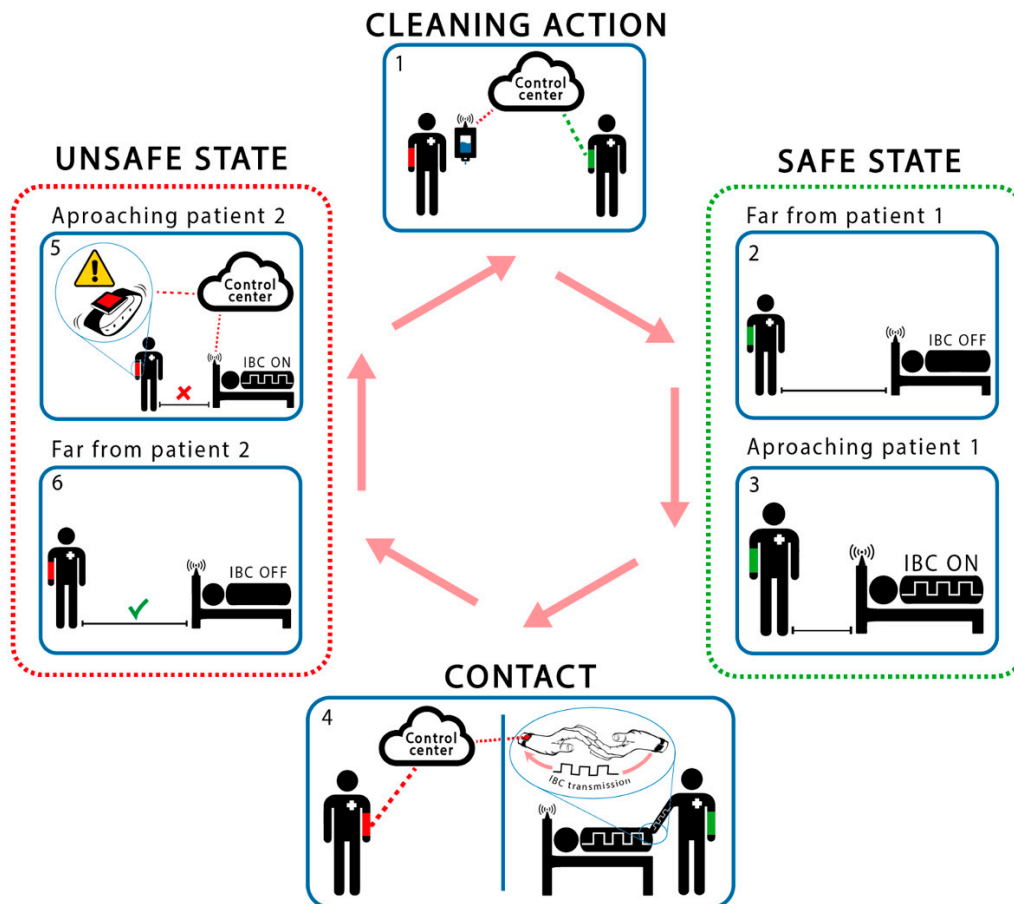 CLEANING ACTION
1
Control
center
UNSAFE STATE
Aproaching patient 2
5
Control
center
IBC ON
Far from patient 2
6
IBC OFF
SAFE STATE
Far from patient 1
2
IBC OFF
Aproaching patient 1
3
IBC ON
CONTACT
4
Control
center
IBC transmission